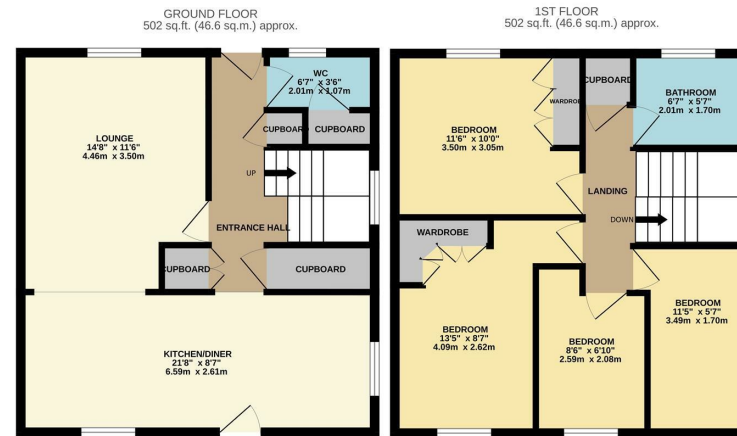 GROUND FLOOR
502 sq.ft. (46.6 sq.m.) approx.
WC
6'7" x 3'6"
2.01m x 1.07m
LOUNGE
14'8" x 11'6"
4.46m x 3.50m
CUPBOARD
CUPBOARD
UP
ENTRANCE HALL
CUPBOARD
CUPBOARD
KITCHEN/DINER
21'8" x 8'7"
6.59m x 2.61m
1ST FLOOR
502 sq.ft. (46.6 sq.m.) approx.
CUPBOARD
BATHROOM
6'7" x 5'7"
2.01m x 1.70m
WARDROBE
BEDROOM
11'6" x 10'0"
3.50m x 3.05m
LANDING
DOWN
WARDROBE
BEDROOM
11'5" x 5'7"
3.49m x 1.70m
BEDROOM
13'5" x 8'7"
4.09m x 2.62m
BEDROOM
8'6" x 6'10"
2.59m x 2.08m